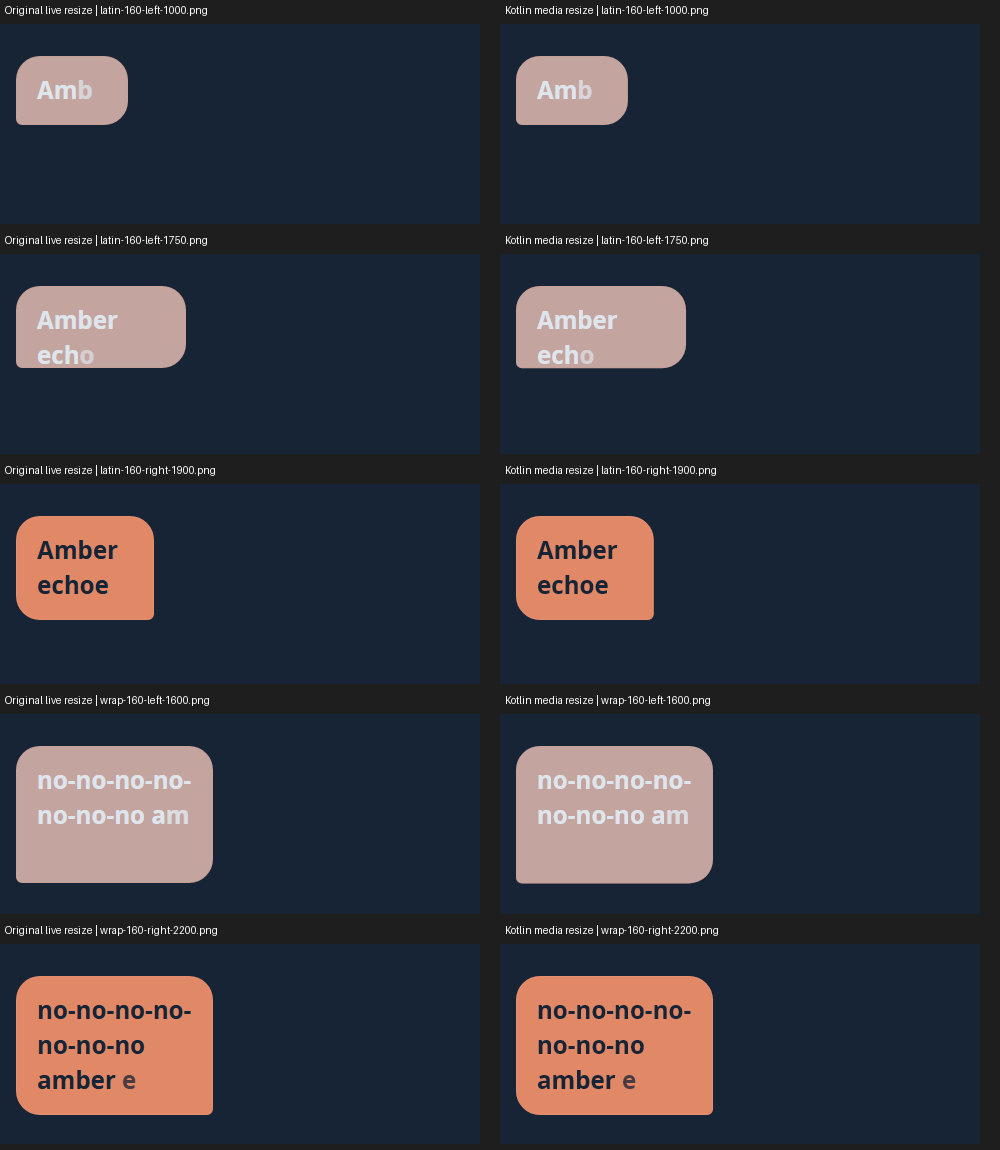 Original live resize | latin-160-left-1000.png
Kotlin media resize | latin-160-left-1000.png
Amb
Amb
Original live resize | latin-160-left-1750.png
Kotlin media resize | latin-160-left-1750.png
Amber
echo
Amber
echo
Original live resize | latin-160-right-1900.png
Kotlin media resize | latin-160-right-1900.png
Amber
echoe
Amber
echoe
Original live resize | wrap-160-left-1600.png
Kotlin media resize | wrap-160-left-1600.png
no-no-no-no-
no-no-no am
no-no-no-no-
no-no-no am
Original live resize | wrap-160-right-2200.png
Kotlin media resize | wrap-160-right-2200.png
no-no-no-no-
no-no-no
amber e
no-no-no-no-
no-no-no
amber e